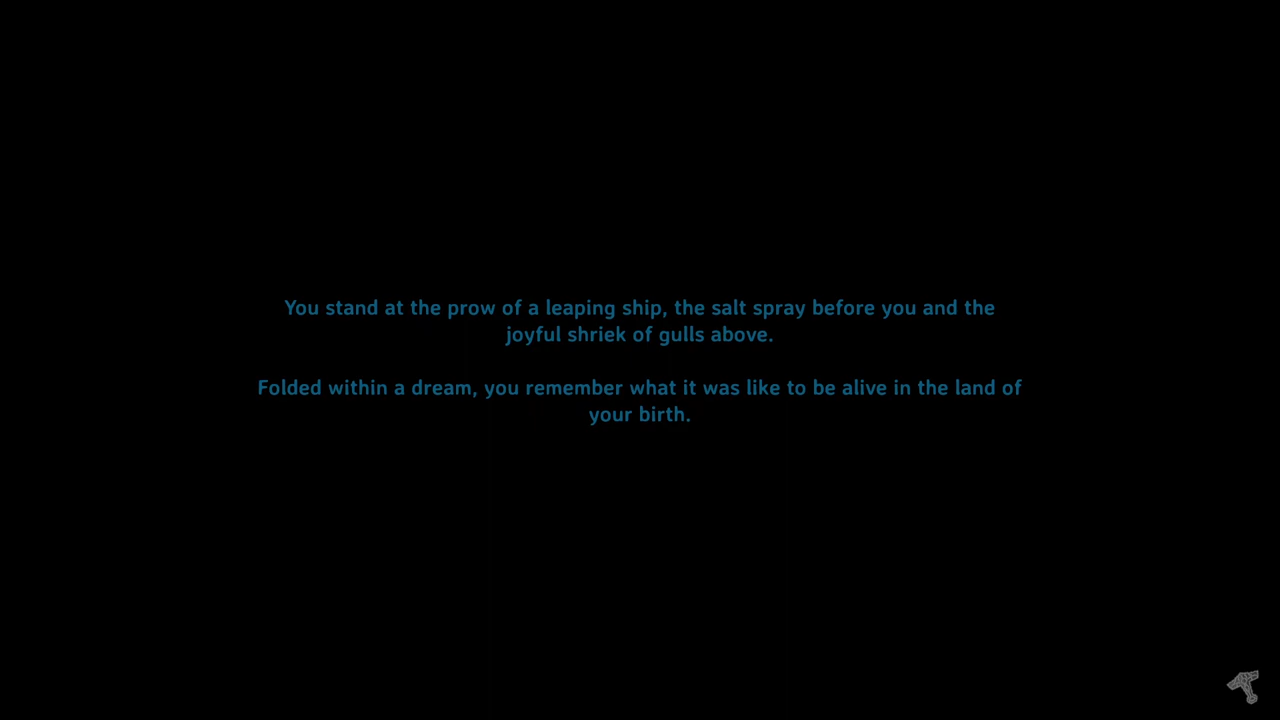 You stand at the prow of a leaping ship, the salt spray before you and the
joyful shriek of gulls above.
Folded within a dream, you remember what it was like to be alive in the land of
your birth.